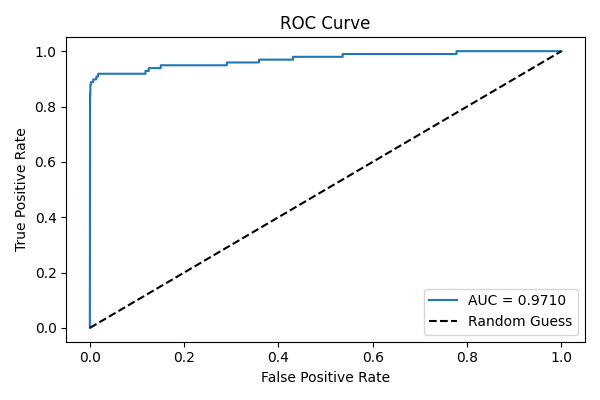 ROC Curve
1.0
0.8
0.6
0.4
0.2
0.0
True Positive Rate
0.0 0.2 0.4 0.6 0.8 1.0
False Positive Rate
AUC = 0.9710
Random Guess